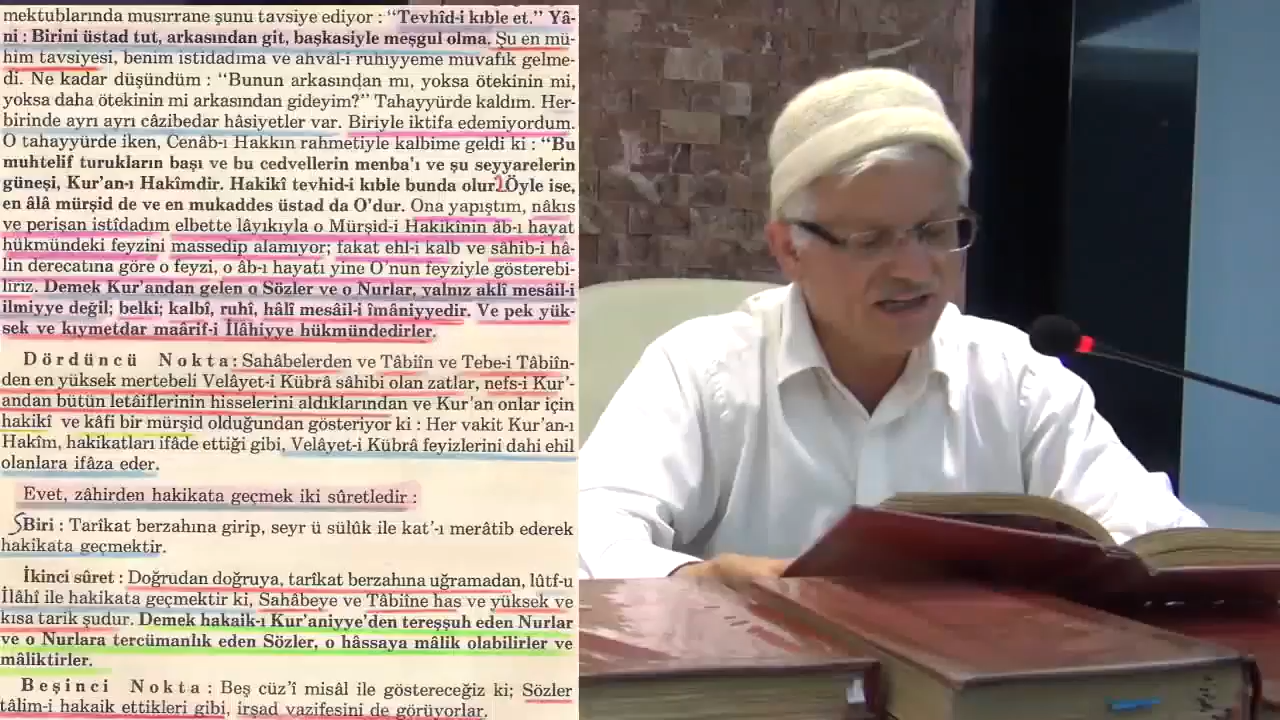 mektublarında musırrane şunu tavsiye ediyor : "Tevhîd-i kıble et." Yâ-
ni : Birini üstad tut, arkasından git, başkasiyle meşgul olma. Şu en mü-
him tavsiyesi, benim istidadıma ve ahvâl-i ruhiyyeme muvafık gelme-
di. Ne kadar düşündüm : "Bunun arkasından mı, yoksa ötekinin mi,
yoksa daha ötekinin mi arkasından gideyim?" Tahayyürde kaldım. Her-
birinde ayrı ayrı câzibedar hâsiyetler var. Biriyle iktifa edemiyordum.
O tahayyürde iken, Cenâb-ı Hakkın rahmetiyle kalbime geldi ki : "Bu
muhtelif turukların başı ve bu cedvellerin menba'ı ve şu seyyarelerin
güneşi, Kur'an-ı Hakîmdir. Hakikî tevhid-i kıble bunda olur. Öyle ise,
en âlâ mürşid de ve en mukaddes üstad da O'dur. Ona yapıştım, nâkıs
ve perişan istîdadım elbette lâyıkıyla o Mürşid-i Hakikînin âb-ı hayat
hükmündeki feyzini massedip alamıyor; fakat ehl-i kalb ve sâhib-i hâ-
lin derecatına göre o feyzi, o âb-ı hayatı yine O'nun feyziyle gösterebi-
liriz. Demek Kur'andan gelen o Sözler ve o Nurlar, yalnız aklî mesâil-i
ilmiyye değil; belki; kalbî, ruhî, hâlî mesâil-i îmâniyyedir. Ve pek yük-
sek ve kıymetdar maârif-i İlâhiyye hükmündedirler.
Dördüncü Nokta : Sahâbelerden ve Tâbiîn ve Tebe-i Tâbiîn-
den en yüksek mertebeli Velâyet-i Kübrâ sâhibi olan zatlar, nefs-i Kur'-
andan bütün letâiflerinin hisselerini aldıklarından ve Kur'an onlar için
hakikî ve kâfi bir mürşid olduğundan gösteriyor ki : Her vakit Kur'an-ı
Hakîm, hakikatları ifâde ettiği gibi, Velâyet-i Kübrâ feyizlerini dahi ehil
olanlara ifâza eder.
Evet, zâhirden hakikata geçmek iki sûretledir :
Biri : Tarîkat berzahına girip, seyr ü sülûk ile kat'-ı merâtib ederek
hakikata geçmektir.
İkinci sûret : Doğrudan doğruya, tarîkat berzahına uğramadan, lûtf-u
İlâhî ile hakikata geçmektir ki, Sahâbeye ve Tâbiîne has ve yüksek ve
kısa tarik şudur. Demek hakaik-ı Kur'aniyye'den tereşşuh eden Nurlar
ve o Nurlara tercümanlık eden Sözler, o hâssaya mâlik olabilirler ve
mâliktirler.
Beşinci Nokta : Beş cüz'î misâl ile göstereceğiz ki; Sözler
tâlim-i hakaik ettikleri gibi, irşad vazifesini de görüyorlar.